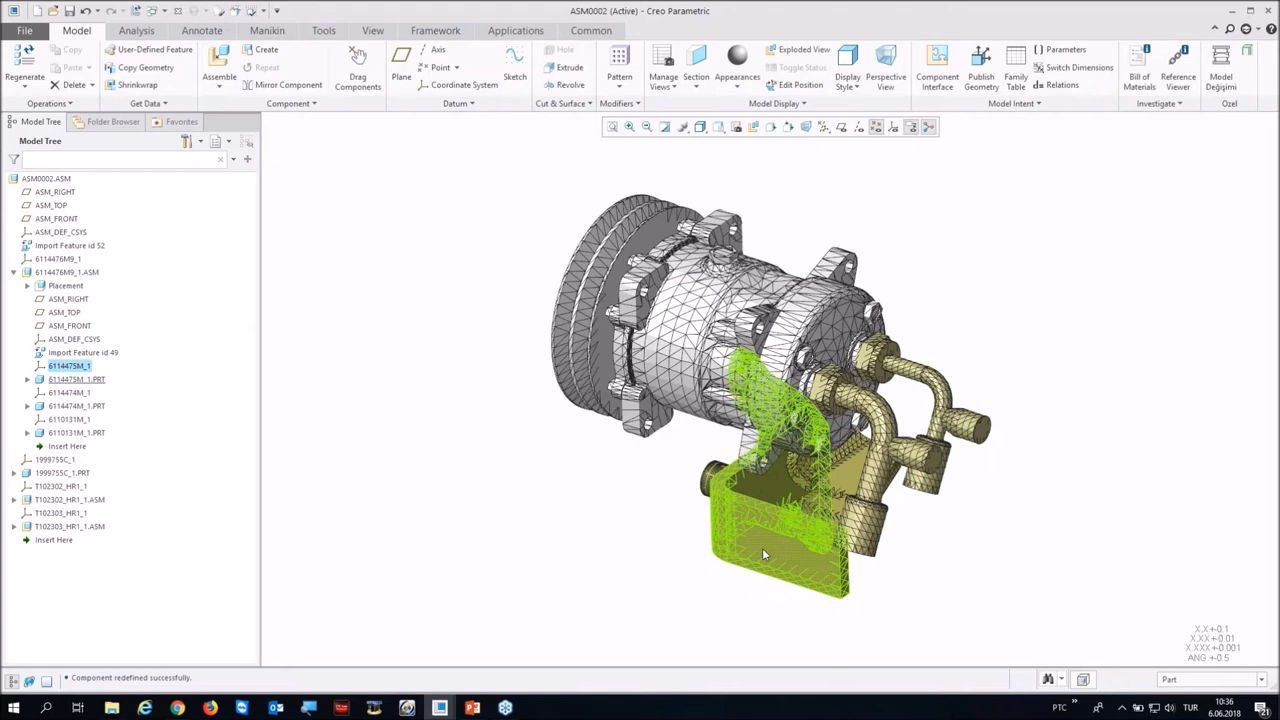 ASM0002 (Active) - Creo Parametric
File Model Analysis Annotate Manikin Tools View Framework Applications Common
Regenerate
Copy
Paste
Delete
User-Defined Feature
Copy Geometry
Shrinkwrap
Assemble
Create
Repeat
Mirror Component
Drag Components
Plane
Axis
Point
Coordinate System
Sketch
Hole
Extrude
Revolve
Pattern
Manage Views
Section
Appearances
Exploded View
Toggle Status
Edit Position
Display Style
Perspective View
Component Interface
Publish Geometry
Family Table
Parameters
Switch Dimensions
Relations
Bill of Materials
Reference Viewer
Model Değişimi
Operations Get Data Component Datum Cut & Surface Modifiers Model Display Model Intent Investigate Özel
Model Tree Folder Browser Favorites
Model Tree
ASM0002.ASM
ASM_RIGHT
ASM_TOP
ASM_FRONT
ASM_DEF_CSYS
Import Feature id 52
6114476M9_1
6114476M9_1.ASM
Placement
ASM_RIGHT
ASM_TOP
ASM_FRONT
ASM_DEF_CSYS
Import Feature id 49
6114475M_1
6114475M_1.PRT
6114474M_1
6114474M_1.PRT
6110131M_1
6110131M_1.PRT
Insert Here
1999755C_1
1999755C_1.PRT
T102302_HR1_1
T102302_HR1_1.ASM
T102303_HR1_1
T102303_HR1_1.ASM
Insert Here
X.X+-0.1
X.XX+-0.01
X.XXX+-0.001
ANG.+-0.5
• Component redefined successfully.
Part
PTC
TUR
10:36
6.06.2018
21